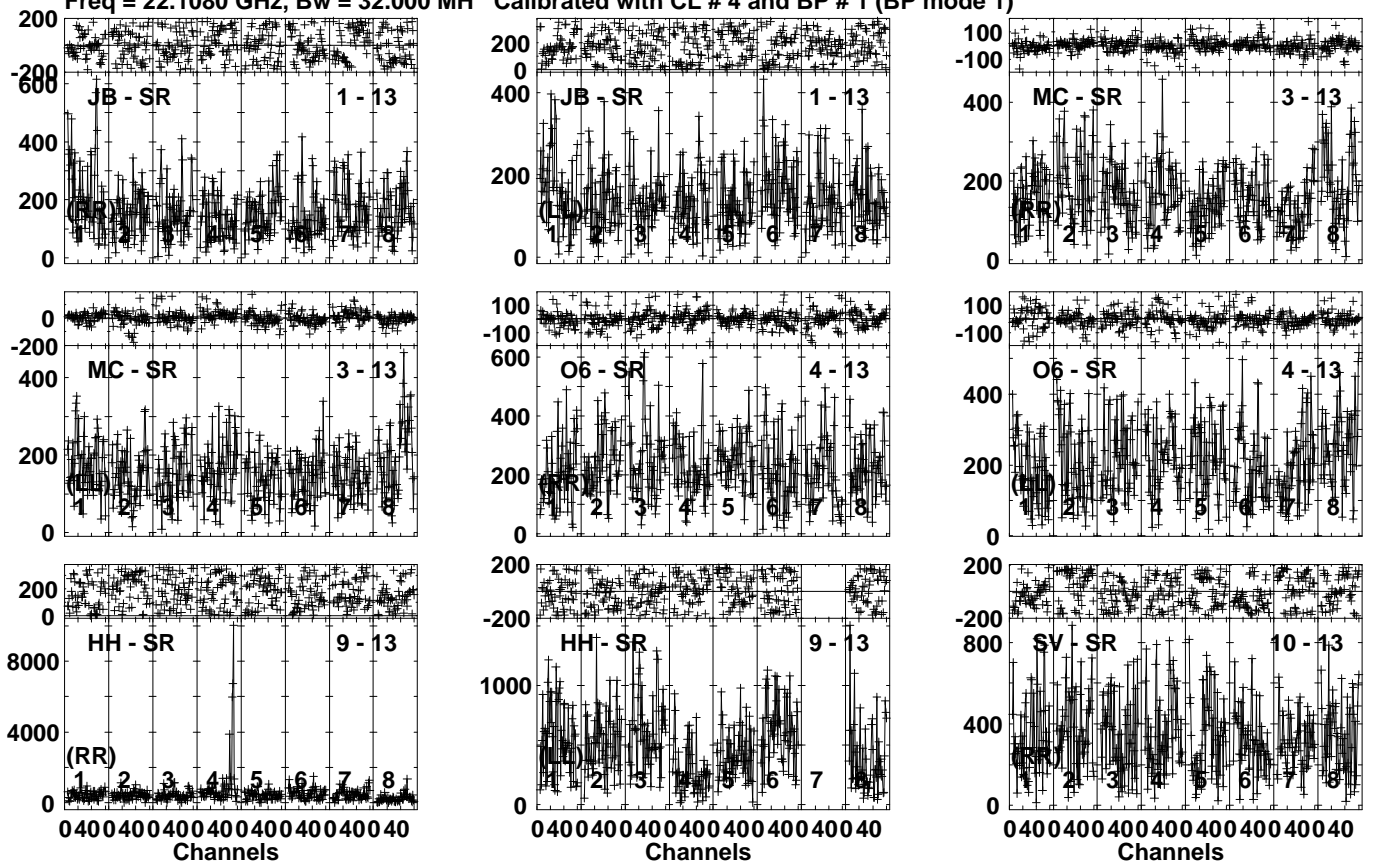 Freq = 22.1080 GHz, Bw = 32.000 MH Calibrated with CL # 4 and BP # 1 (BP mode 1)
200
-200
600
400
200
0
JB - SR 1 - 13
(RR)
1 2 3 4 5 6 7 8
200
0
400
200
0
JB - SR 1 - 13
(LL)
1 2 3 4 5 6 7 8
100
-100
400
200
0
MC - SR 3 - 13
(RR)
1 2 3 4 5 6 7 8
0
-200
400
200
0
MC - SR 3 - 13
(LL)
1 2 3 4 5 6 7 8
100
-100
600
400
200
0
O6 - SR 4 - 13
(RR)
1 2 3 4 5 6 7 8
100
-100
400
200
0
O6 - SR 4 - 13
(LL)
1 2 3 4 5 6 7 8
200
0
8000
4000
0
HH - SR 9 - 13
(RR)
1 2 3 4 5 6 7 8
0 40 0 40 0 40 0 40 0 40 0 40 0 40 0 40
Channels
200
-200
1000
0
HH - SR 9 - 13
(LL)
1 2 3 4 5 6 7 8
0 40 0 40 0 40 0 40 0 40 0 40 0 40 0 40
Channels
200
-200
800
400
0
SV - SR 10 - 13
(RR)
1 2 3 4 5 6 7 8
0 40 0 40 0 40 0 40 0 40 0 40 0 40 0 40
Channels